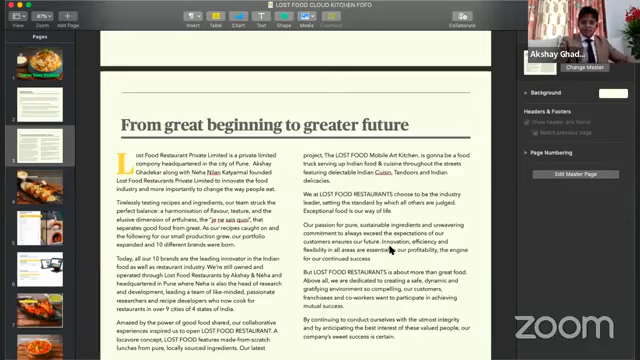 LOST FOOD CLOUD KITCHEN FOFO
View
87%
Zoom
Add Page
Insert
Table
Chart
Text
Shape
Media
Comment
Collaborate
Pages
1
2
3
4
5
6
7
8
From great beginning to greater future
Lost Food Restaurant Private Limited is a private limited
company headquartered in the city of Pune. Akshay
Ghadekar along with Neha Nilan Katyarmal founded
Lost Food Restaurants Private Limited to innovate the food
industry and more importantly to change the way people eat.
Tirelessly testing recipes and ingredients, our team struck the
perfect balance: a harmonisation of flavour, texture, and the
elusive dimension of artfulness, the "je ne sais quoi", that
separates good food from great. As our recipes caught on and
the following for our small project grew, our portfolio
expanded and 10 different brands were born.
Today, all our 10 brands are the leading innovator in the Indian
food as well as restaurant industry. We're still owned and
operated through Lost Food Restaurants by Akshay & Neha and
headquartered in Pune where Neha is also the head of research
and development, leading a team of like-minded, passionate
researchers and recipe developers who now cook for
restaurants in over 9 cities of 4 states of India.
Amazed by the power of good food shared, our collaborative
experiences inspired us to open LOST FOOD RESTAURANT. A
locavore concept, LOST FOOD features made-from-scratch
lunches from pure, locally sourced ingredients. Our latest
project, The LOST FOOD Mobile Art Kitchen, is gonna be a food
truck serving up Indian food & cuisine throughout the streets
featuring delectable Indian Cuisin, Tandoors and Indian
delicacies.
We at LOST FOOD RESTAURANTS choose to be the industry
leader, setting the standard by which all others are judged.
Exceptional food is our way of life.
Our passion for pure, sustainable ingredients and unwavering
commitment to always exceed the expectations of our
customers ensures our future. Innovation, efficiency and
flexibility in all areas are essential our profitability, the engine
for our continued success
But LOST FOOD RESTAURANTS is about more than great food.
Above all, we are dedicated to creating a safe, dynamic and
gratifying environment so compelling, our customers,
franchisees and co-workers want to participate in achieving
mutual success.
By continuing to conduct ourselves with the utmost integrity
and by anticipating the best interest of these valued people, our
company's sweet success is certain.
Akshay Ghad...
Change Master
Background
Headers & Footers
Show header and footer
Match previous page
Page Numbering
Edit Master Page
zoom